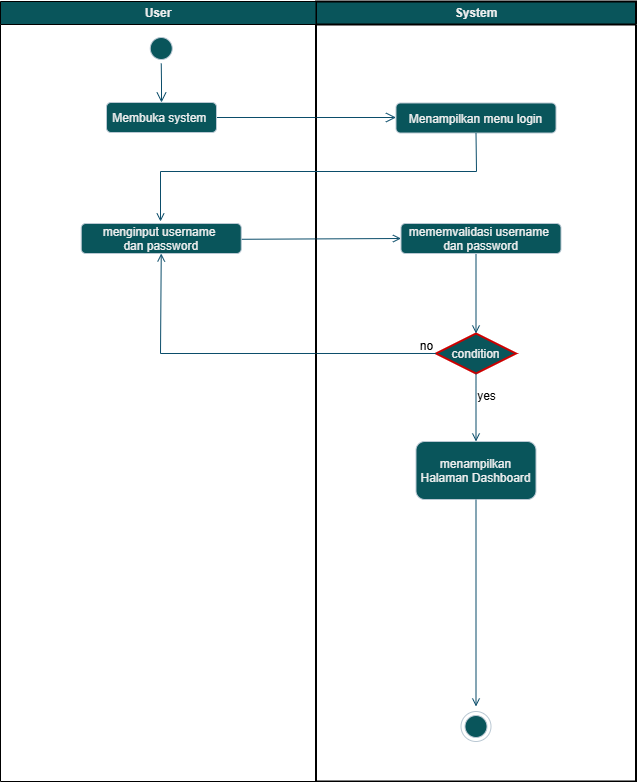 User
System
Membuka system
Menampilkan menu login
menginput username
dan password
mememvalidasi username
dan password
no
condition
yes
menampilkan
Halaman Dashboard